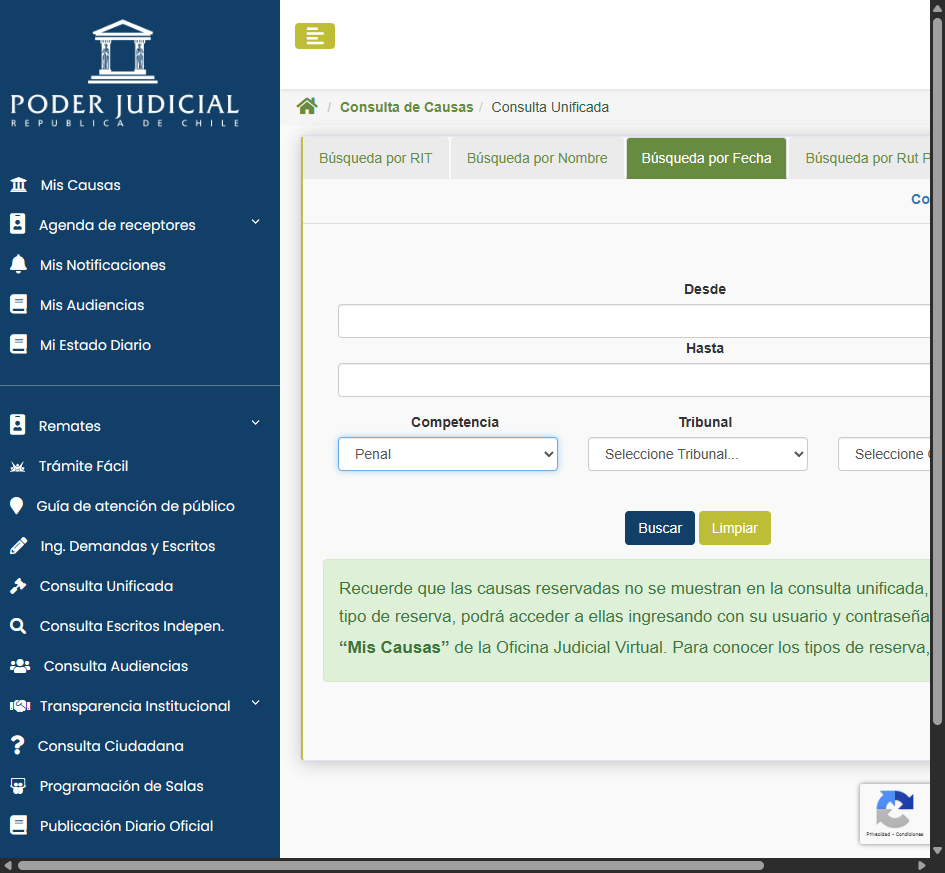 PODER JUDICIAL
REPUBLICA DE CHILE
Mis Causas
Agenda de receptores
Mis Notificaciones
Mis Audiencias
Mi Estado Diario
Remates
Trámite Fácil
Guía de atención de público
Ing. Demandas y Escritos
Consulta Unificada
Consulta Escritos Indepen.
Consulta Audiencias
Transparencia Institucional
Consulta Ciudadana
Programación de Salas
Publicación Diario Oficial
/ Consulta de Causas / Consulta Unificada
Búsqueda por RIT Búsqueda por Nombre Búsqueda por Fecha Búsqueda por Rut P
Co
Desde
Hasta
Competencia Tribunal
Penal Seleccione Tribunal... Seleccione
Buscar Limpiar
Recuerde que las causas reservadas no se muestran en la consulta unificada,
tipo de reserva, podrá acceder a ellas ingresando con su usuario y contraseña
“Mis Causas” de la Oficina Judicial Virtual. Para conocer los tipos de reserva,
Privacidad - Condiciones